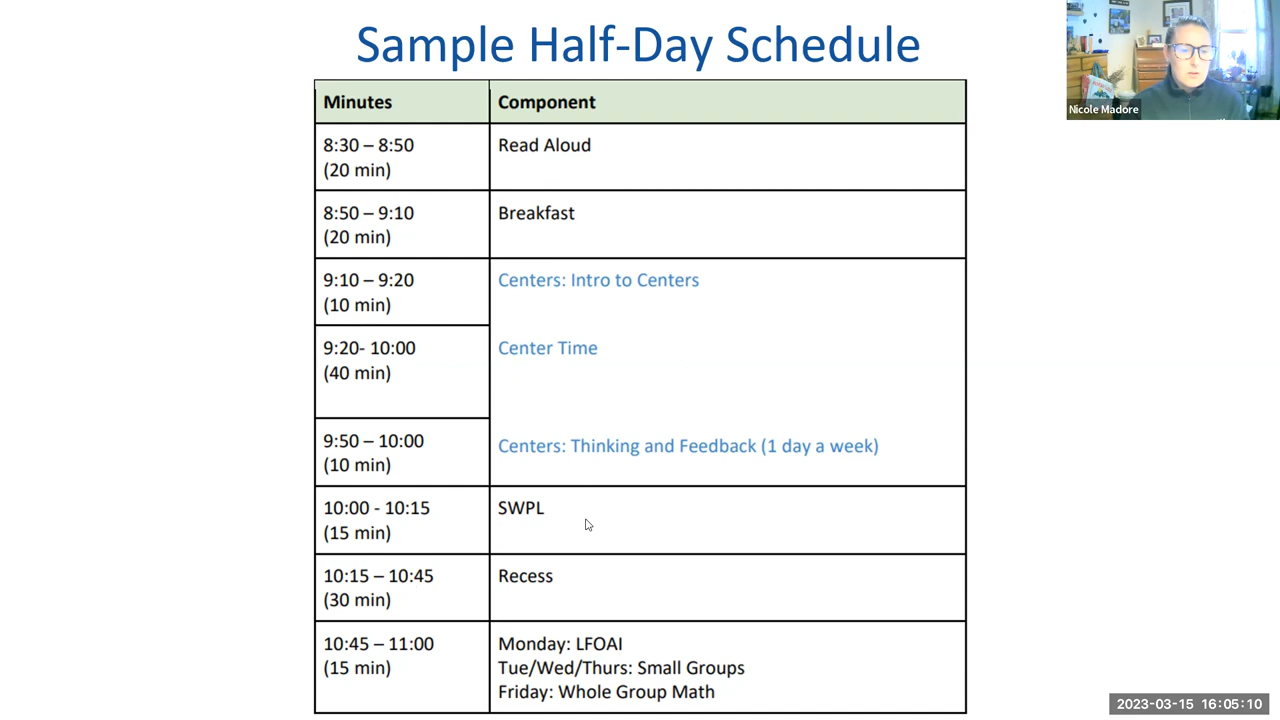 Sample Half-Day Schedule
Nicole Madore
Minutes Component
8:30 – 8:50 Read Aloud
(20 min)
8:50 – 9:10 Breakfast
(20 min)
9:10 – 9:20 Centers: Intro to Centers
(10 min)
9:20- 10:00 Center Time
(40 min)
9:50 – 10:00 Centers: Thinking and Feedback (1 day a week)
(10 min)
10:00 - 10:15 SWPL
(15 min)
10:15 – 10:45 Recess
(30 min)
10:45 – 11:00 Monday: LFOAI
(15 min) Tue/Wed/Thurs: Small Groups
Friday: Whole Group Math
2023-03-15 16:05:10